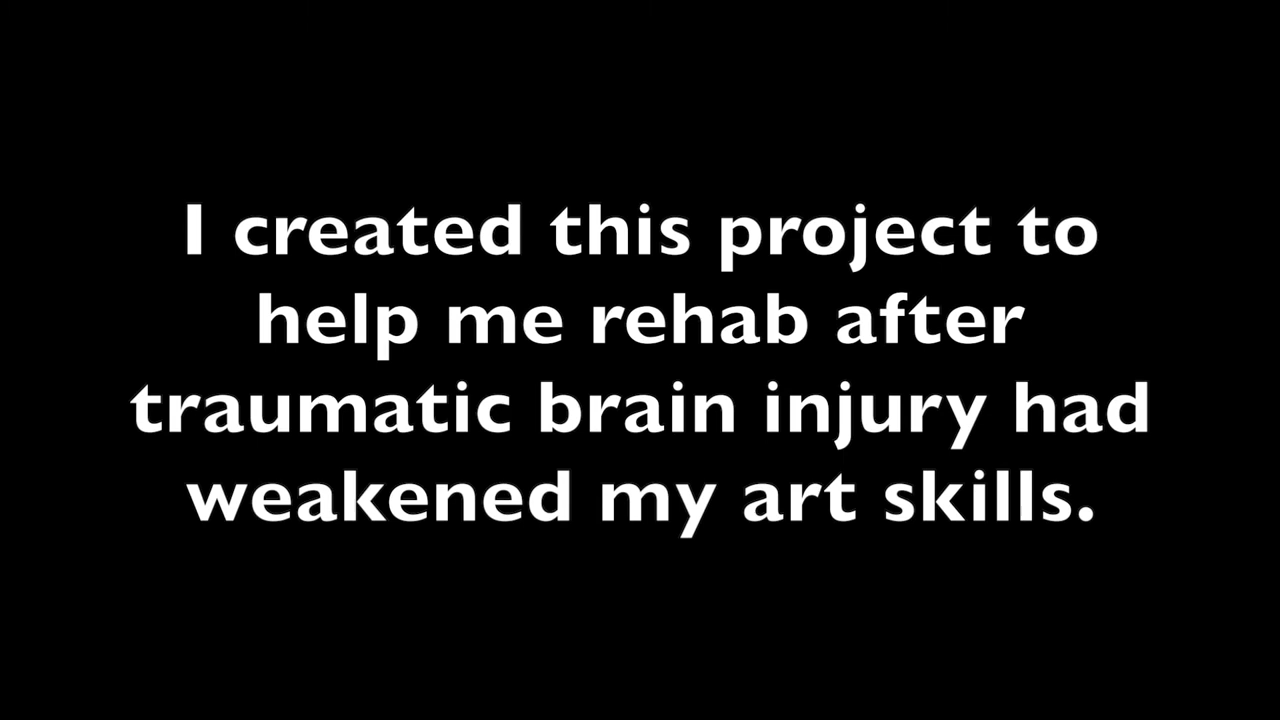 I created this project to
help me rehab after
traumatic brain injury had
weakened my art skills.